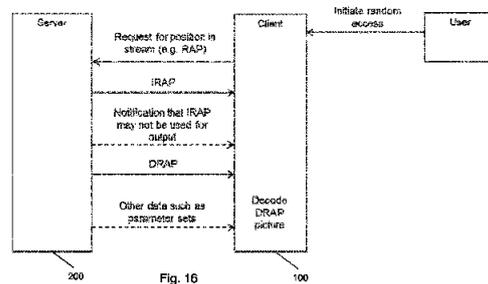 Server
Client
User
Initiate random
access
Request for position in
stream (e.g. RAP)
IRAP
Notification that IRAP
may not be used for
output
DRAP
Other data such as
parameter sets
Decode
DRAP
picture
200
100
Fig. 16